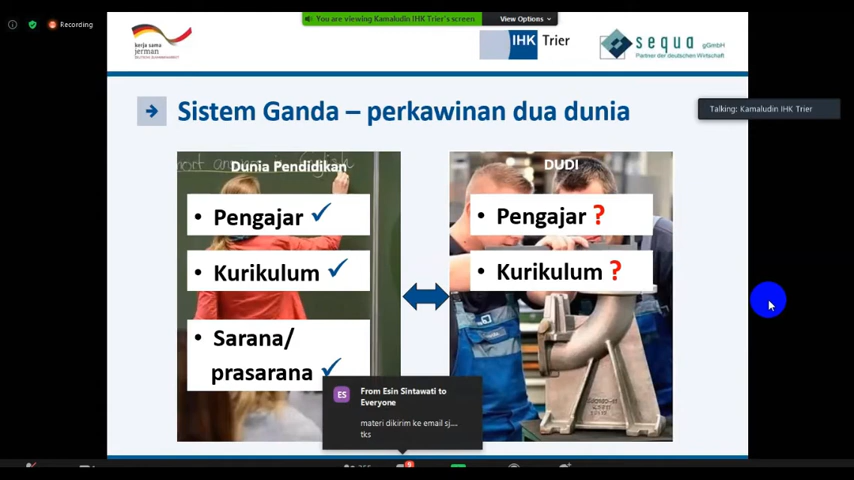 Recording
You are viewing Kamaludin IHK Trier's screen
View Options
kerja sama
jerman
DEUTSCHE ZUSAMMENARBEIT
IHK Trier
sequa gGmbH
Partner der deutschen Wirtschaft
Talking: Kamaludin IHK Trier
Sistem Ganda – perkawinan dua dunia
Dunia Pendidikan
• Pengajar ✓
• Kurikulum ✓
• Sarana/
prasarana ✓
DUDI
• Pengajar ?
• Kurikulum ?
ES
From Esin Sintawati to
Everyone
materi dikirim ke email sj....
tks